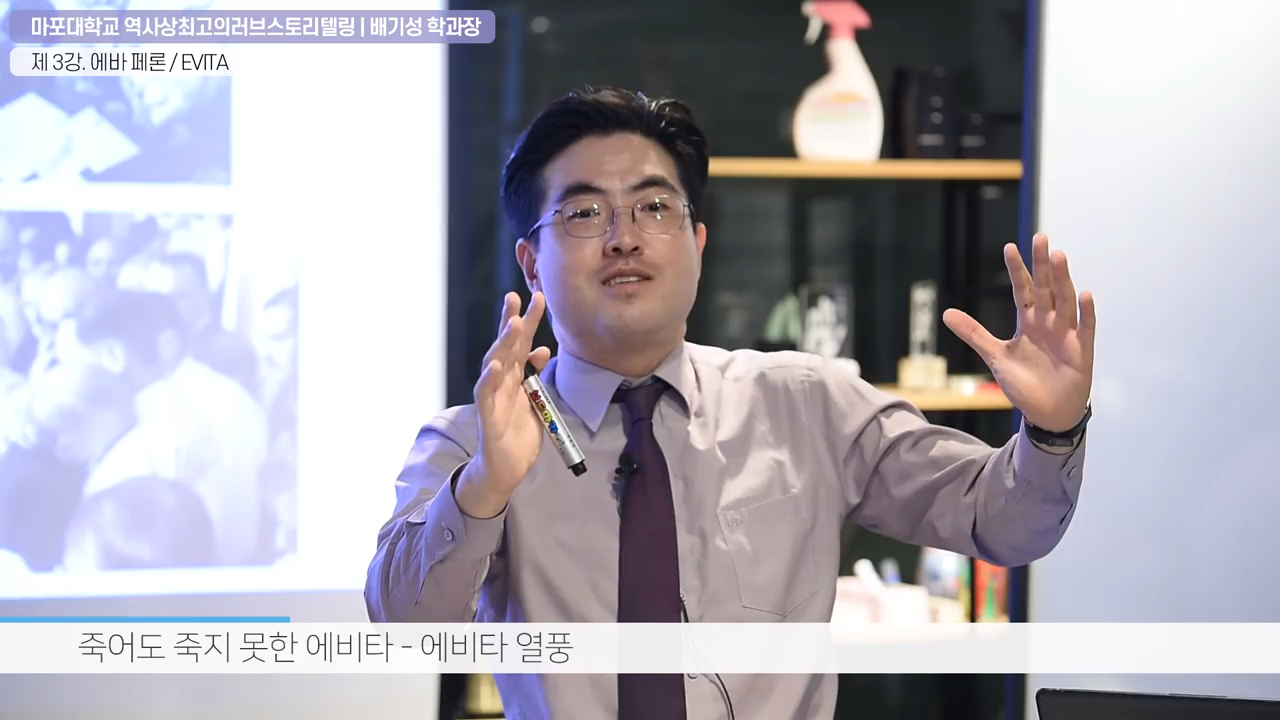 마포대학교 역사상최고의러브스토리텔링 | 배기성 학과장
제 3강. 에바 페론 / EVITA
죽어도 죽지 못한 에비타 - 에비타 열풍